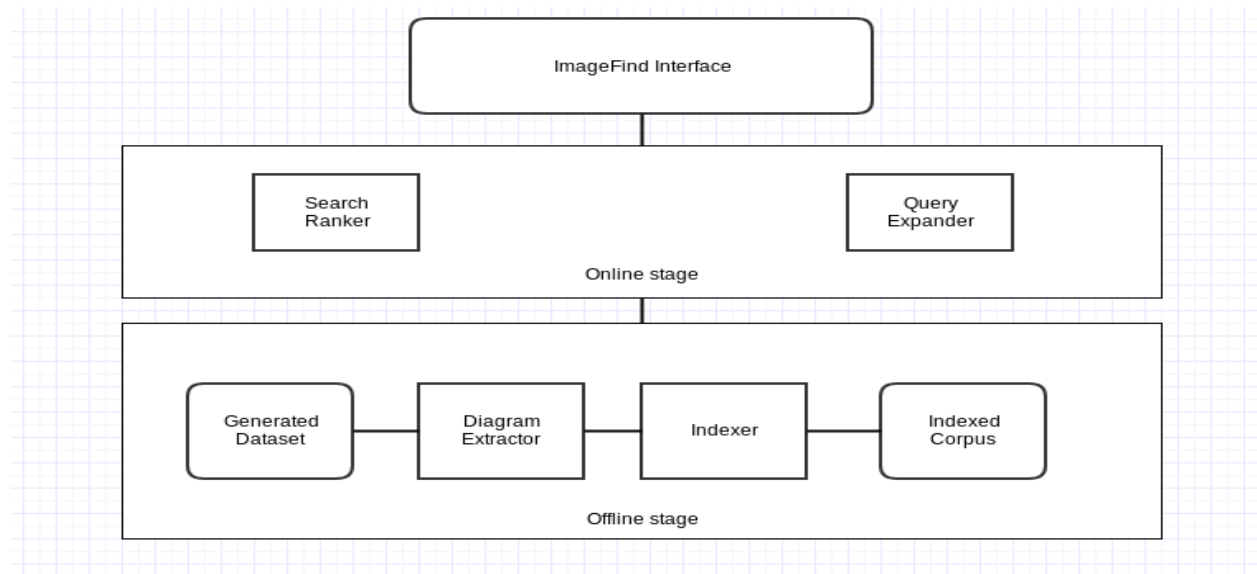 ImageFind Interface
Search
Ranker
Query
Expander
Online stage
Generated
Dataset
Diagram
Extractor
Indexer
Indexed
Corpus
Offline stage